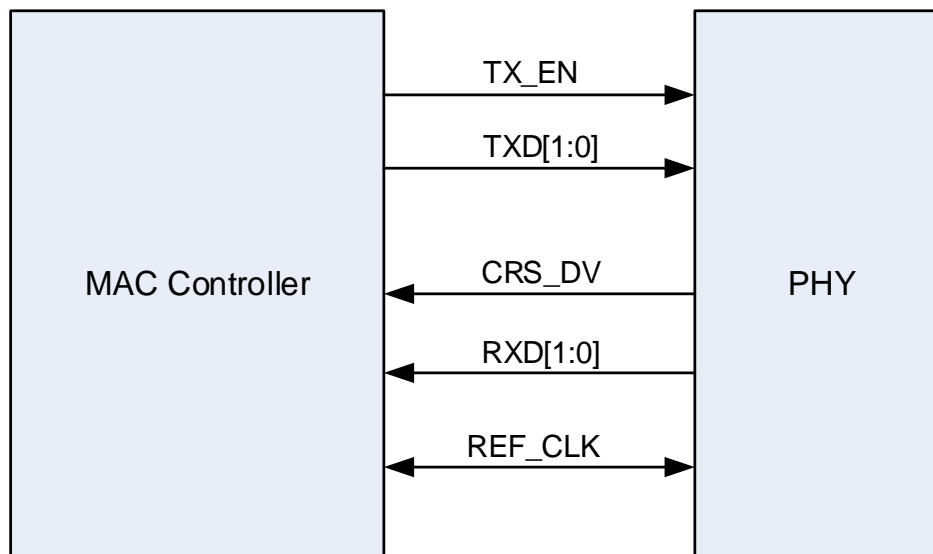 TX_EN
TXD[1:0]
MAC Controller
CRS_DV
PHY
RXD[1:0]
REF_CLK